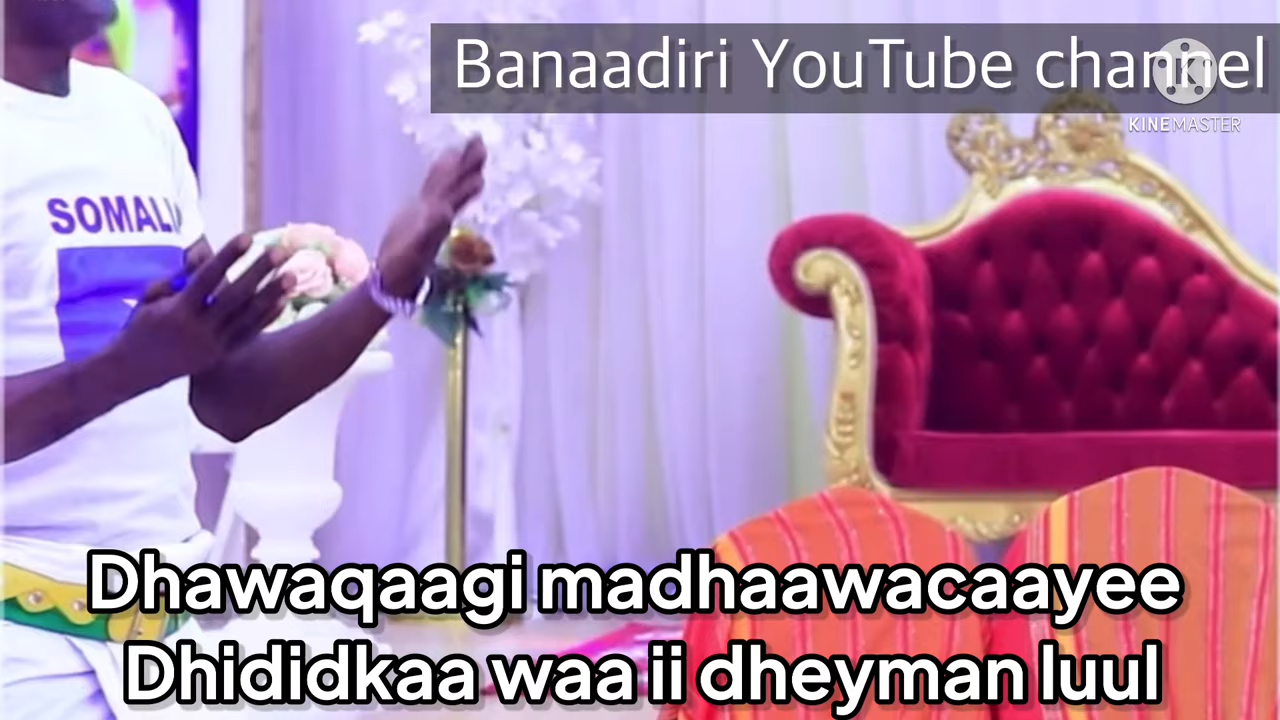 Banaadiri YouTube channel
K
KINEMASTER
SOMALI
Dhawaqaagi madhaawacaayee
Dhididkaa waa ii dheyman luul